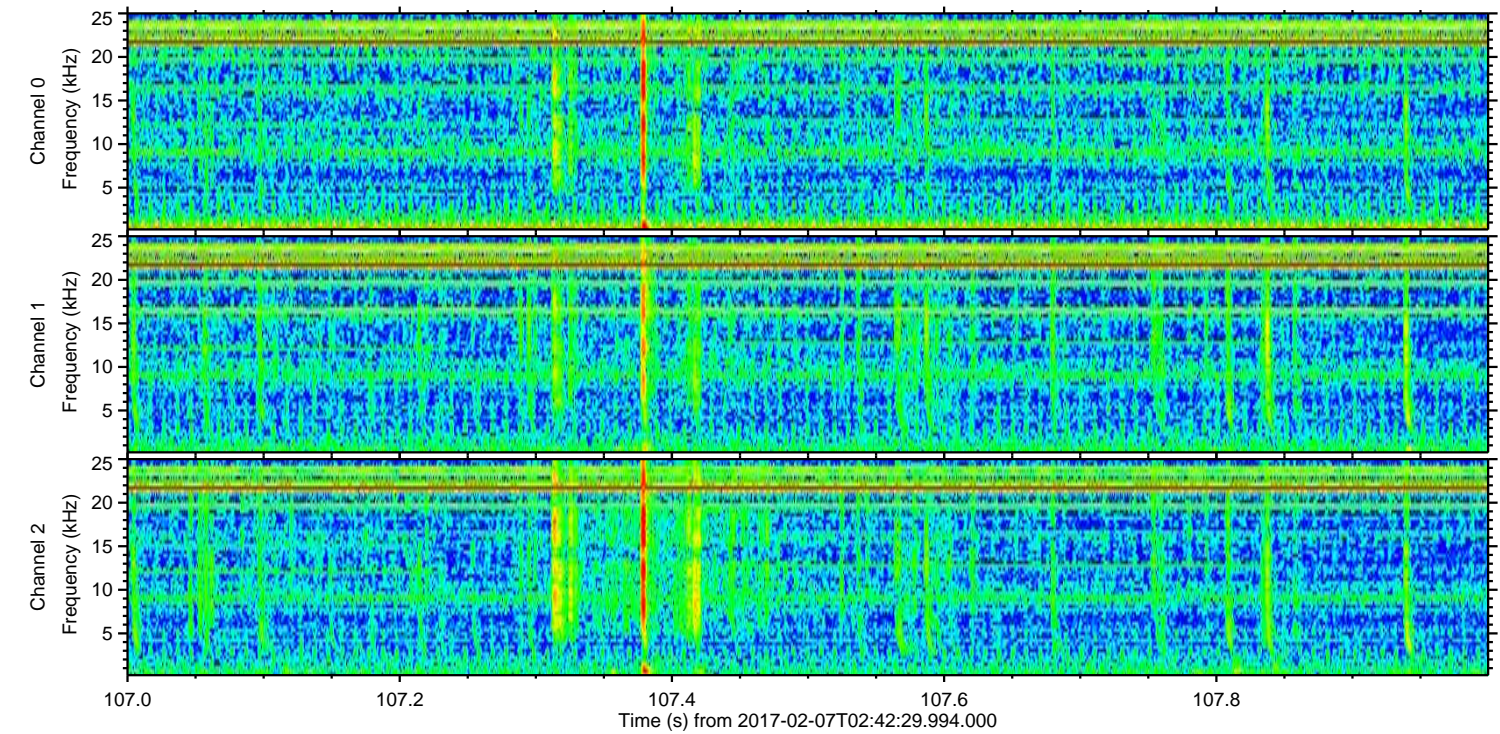 25
20
15
10
5
Channel 0
Frequency (kHz)
25
20
15
10
5
Channel 1
Frequency (kHz)
25
20
15
10
5
Channel 2
Frequency (kHz)
107.0 107.2 107.4 107.6 107.8
Time (s) from 2017-02-07T02:42:29.994.000